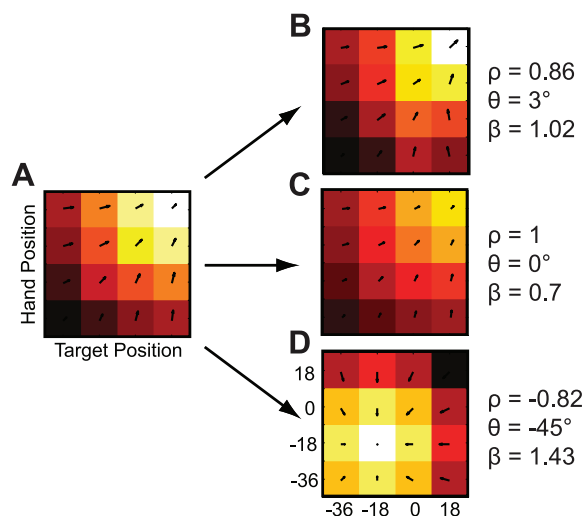 A
Hand Position
Target Position
B
ρ = 0.86
θ = 3°
β = 1.02
C
ρ = 1
θ = 0°
β = 0.7
D
18
0
-18
-36
-36 -18 0 18
ρ = -0.82
θ = -45°
β = 1.43